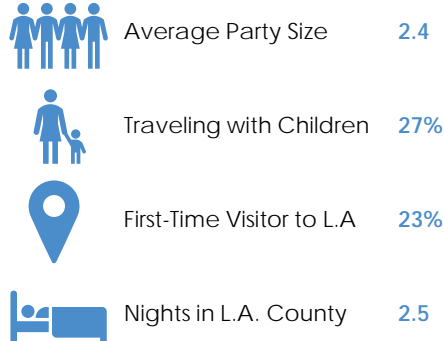 Average Party Size 2.4
Traveling with Children 27%
First-Time Visitor to L.A 23%
Nights in L.A. County 2.5